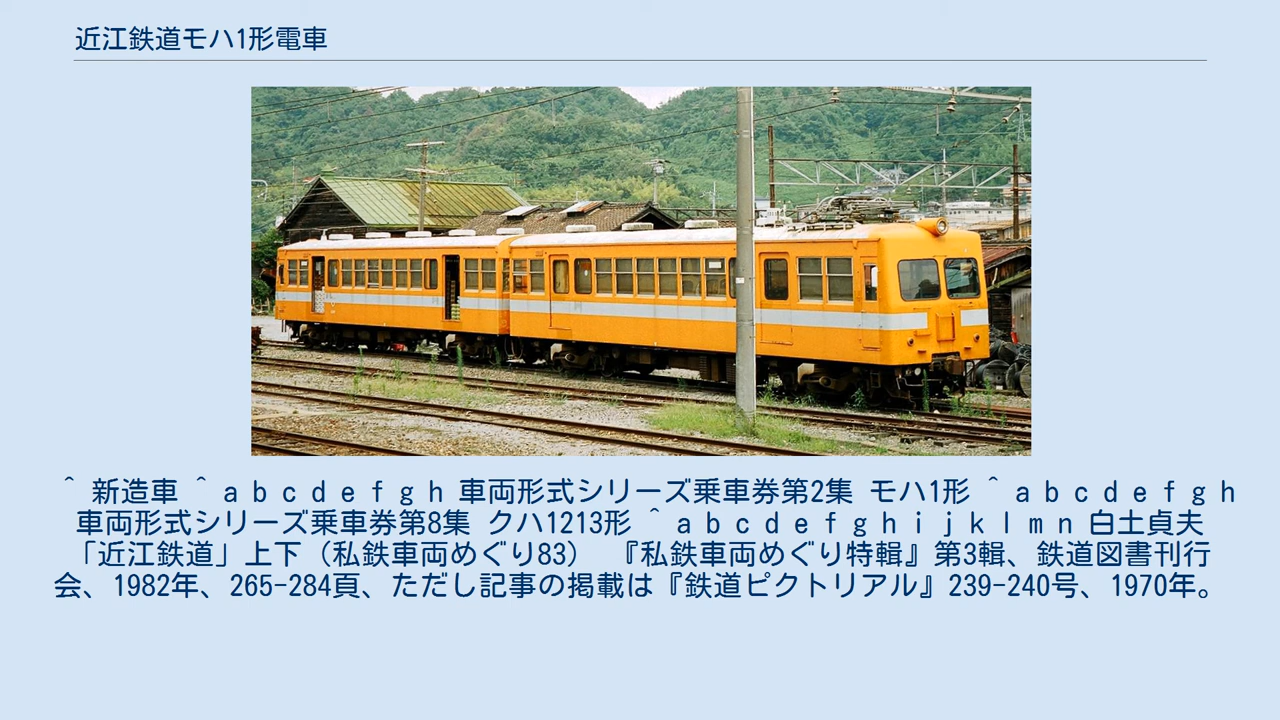 近江鉄道モハ1形電車
^ 新造車 ^ a b c d e f g h 車両形式シリーズ乗車券第2集 モハ1形 ^ a b c d e f g h
車両形式シリーズ乗車券第8集 クハ1213形 ^ a b c d e f g h i j k l m n 白土貞夫
「近江鉄道」上下（私鉄車両めぐり83） 『私鉄車両めぐり特輯』第3輯、鉄道図書刊行
会、1982年、265-284頁、ただし記事の掲載は『鉄道ピクトリアル』239-240号、1970年。